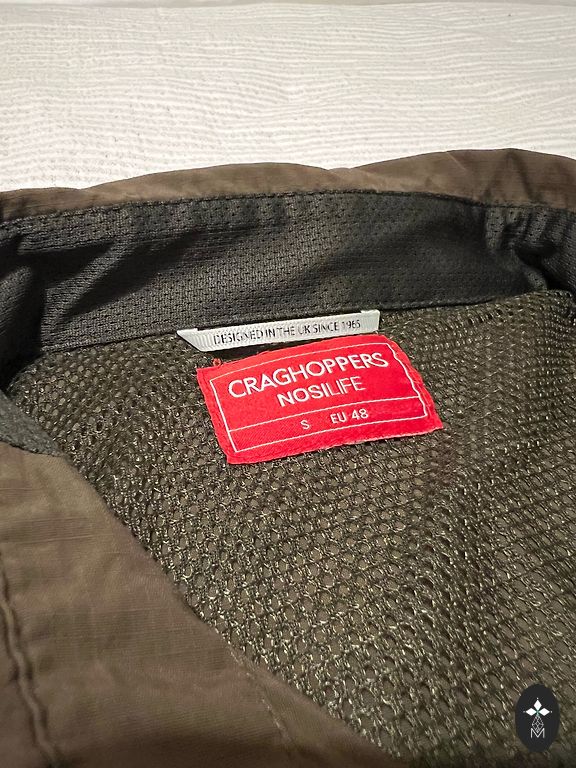 DESIGNED IN THE UK SINCE 1965
CRAGHOPPERS
NOSILIFE
S EU 48